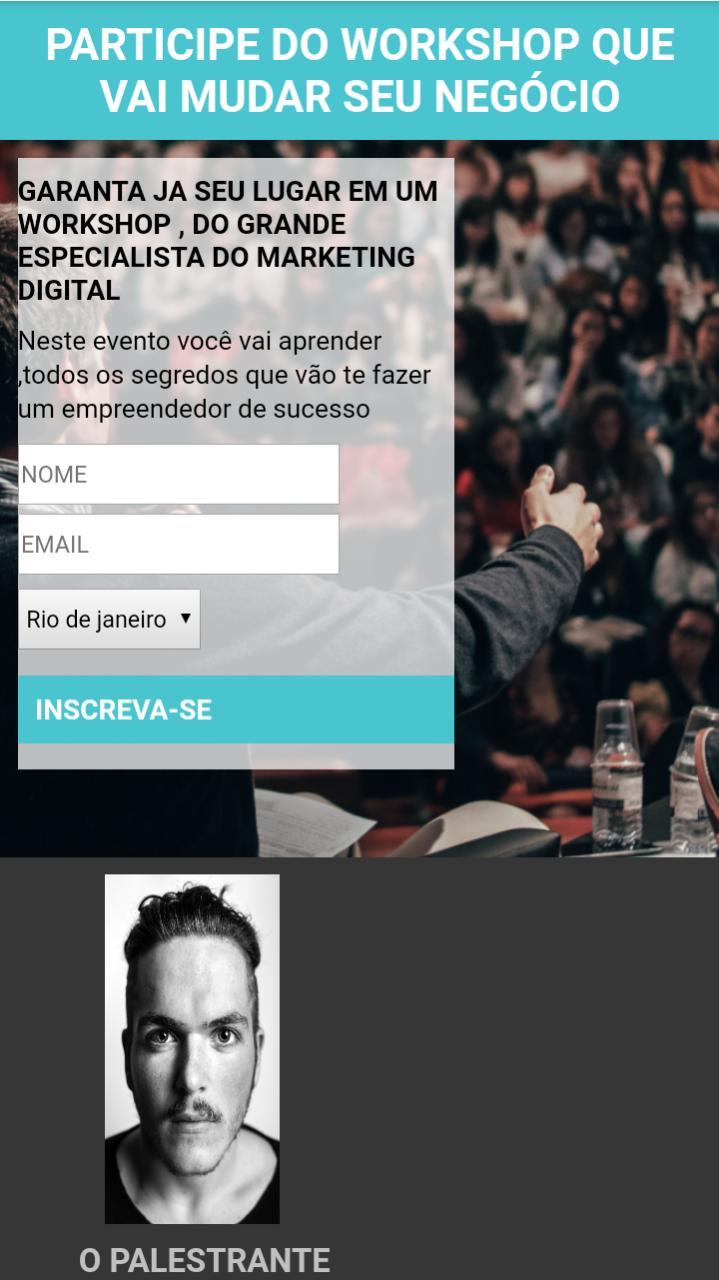 PARTICIPE DO WORKSHOP QUE
VAI MUDAR SEU NEGÓCIO
GARANTA JA SEU LUGAR EM UM
WORKSHOP , DO GRANDE
ESPECIALISTA DO MARKETING
DIGITAL
Neste evento você vai aprender
,todos os segredos que vão te fazer
um empreendedor de sucesso
NOME
EMAIL
Rio de janeiro
INSCREVA-SE
O PALESTRANTE